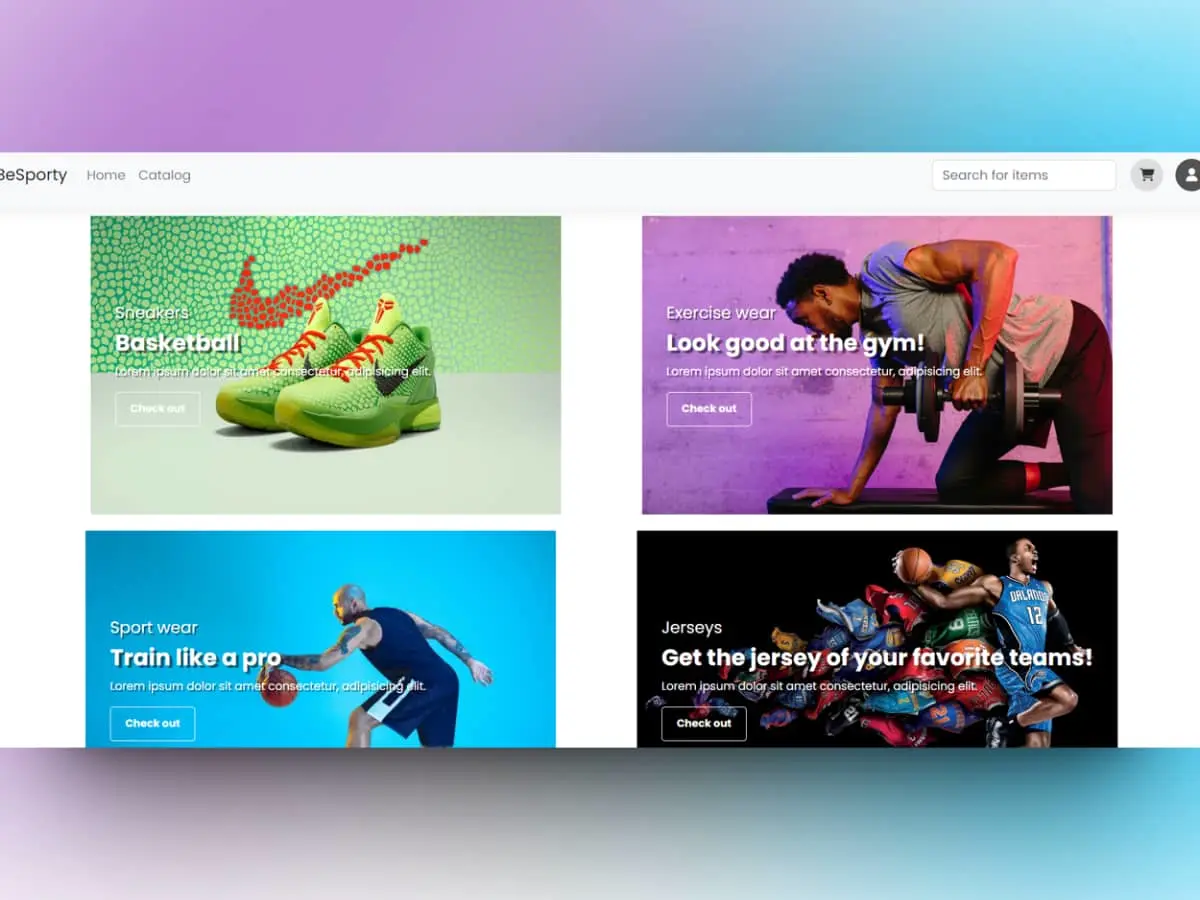 BeSporty Home Catalog Search for items
Sneakers
Basketball
Lorem ipsum dolor sit amet consectetur, adipisicing elit.
Check out
Exercise wear
Look good at the gym!
Lorem ipsum dolor sit amet consectetur, adipisicing elit.
Check out
Sport wear
Train like a pro
Lorem ipsum dolor sit amet consectetur, adipisicing elit.
Check out
Jerseys
Get the jersey of your favorite teams!
Lorem ipsum dolor sit amet consectetur, adipisicing elit.
Check out
ORLANDO
12
9